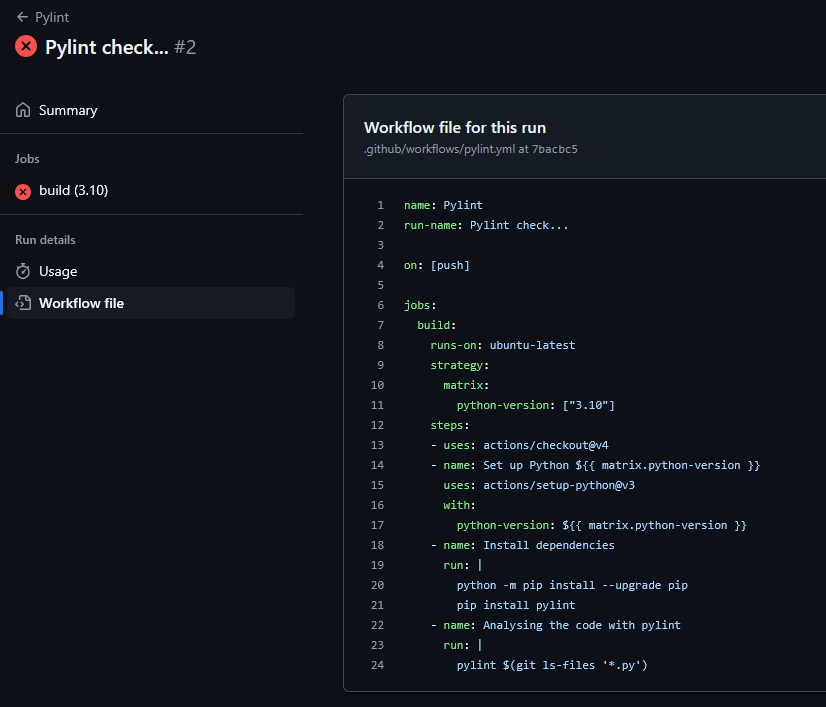 Pylint
Pylint check... #2
Summary
Jobs
build (3.10)
Run details
Usage
Workflow file
Workflow file for this run
.github/workflows/pylint.yml at 7bacbc5
1 name: Pylint
2 run-name: Pylint check...
3
4 on: [push]
5
6 jobs:
7   build:
8     runs-on: ubuntu-latest
9     strategy:
10       matrix:
11         python-version: ["3.10"]
12     steps:
13     - uses: actions/checkout@v4
14     - name: Set up Python ${{ matrix.python-version }}
15       uses: actions/setup-python@v3
16       with:
17         python-version: ${{ matrix.python-version }}
18     - name: Install dependencies
19       run: |
20         python -m pip install --upgrade pip
21         pip install pylint
22     - name: Analysing the code with pylint
23       run: |
24         pylint $(git ls-files '*.py')